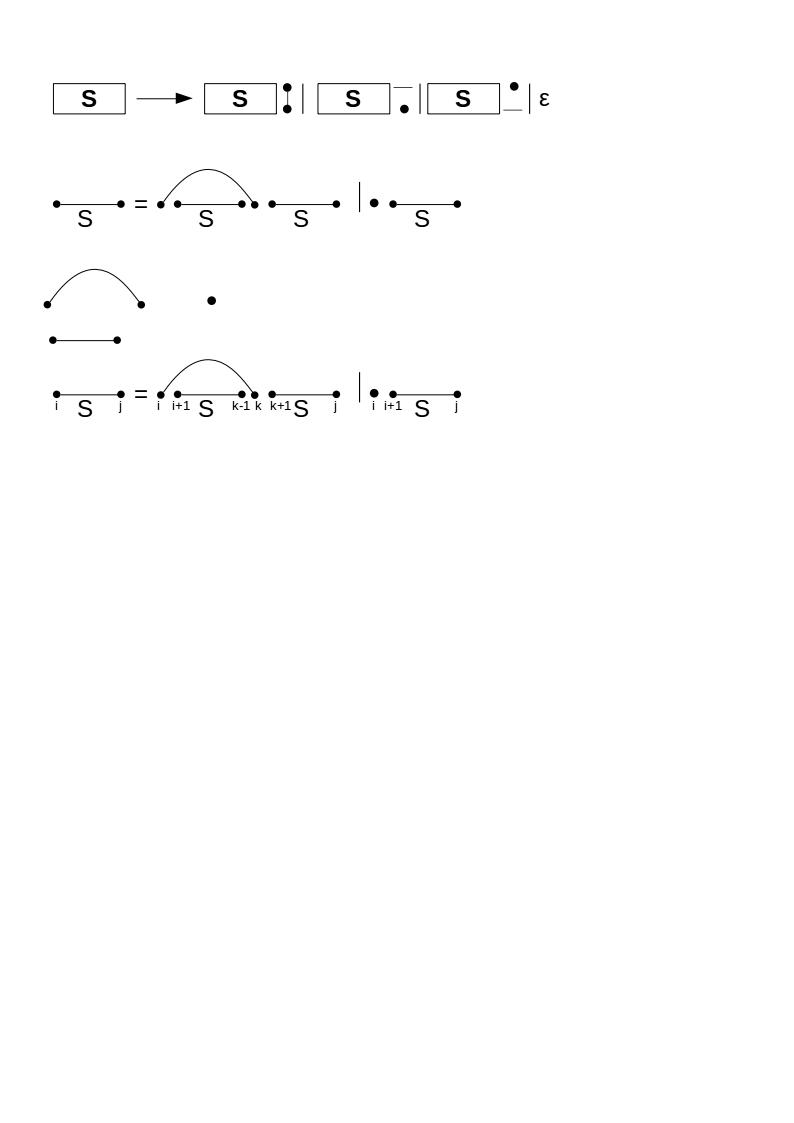 S S | S | S | ε
S = S S | S
S = S S | S
i j i i+1 k-1 k k+1 j i i+1 j